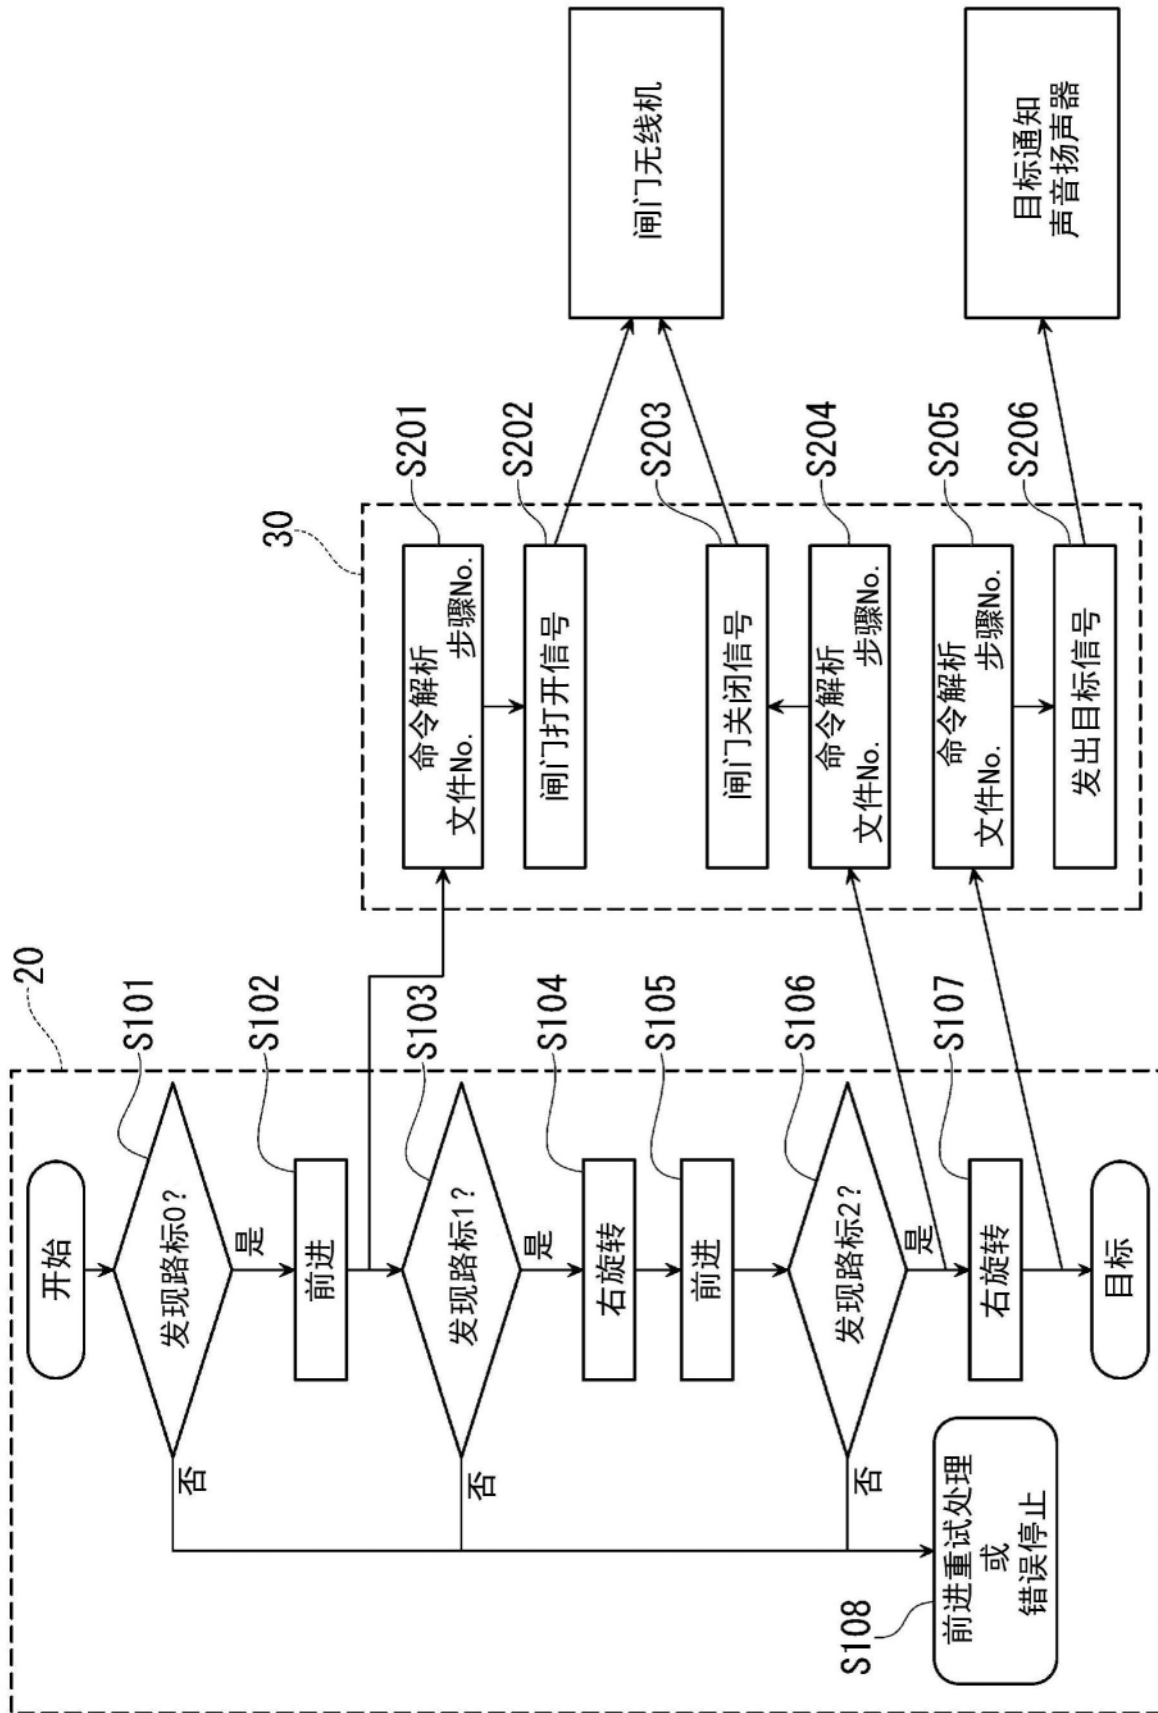 20
开始
发现路标0?
S101
是
否
前进
S102
发现路标1?
S103
是
否
右旋转
S104
前进
S105
发现路标2?
S106
是
否
右旋转
S107
目标
前进重试处理
或
错误停止
S108
30
命令解析
文件No. 步骤No.
S201
闸门打开信号
S202
闸门关闭信号
S203
命令解析
文件No. 步骤No.
S204
命令解析
文件No. 步骤No.
S205
发出目标信号
S206
闸门无线机
目标通知
声音扬声器